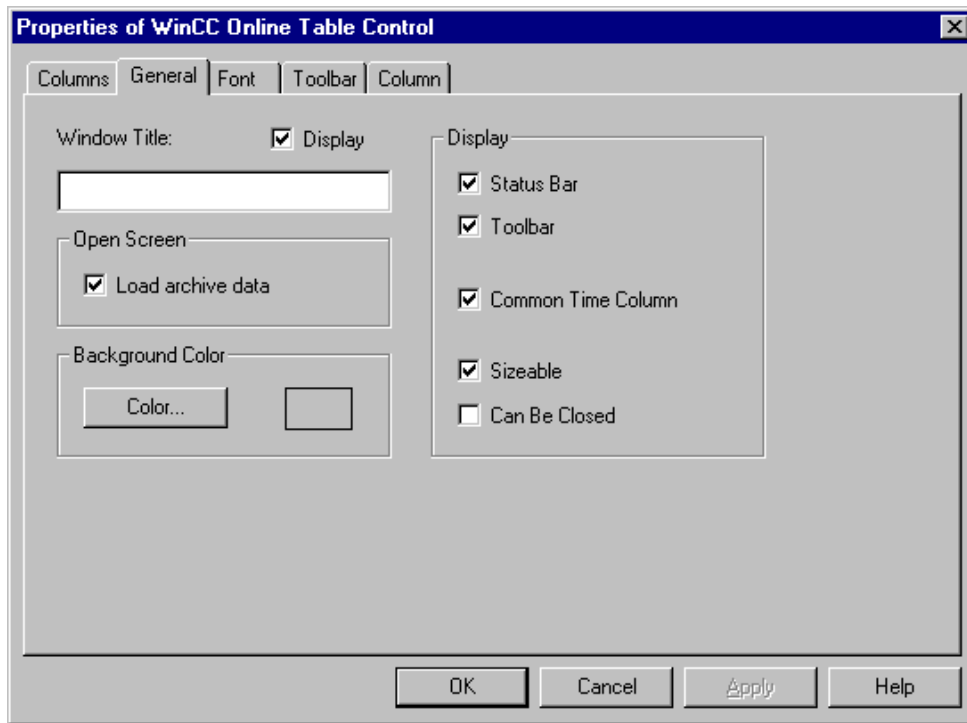 Properties of WinCC Online Table Control
Columns General Font Toolbar Column
Window Title: Display
Open Screen
Load archive data
Background Color
Color...
Display
Status Bar
Toolbar
Common Time Column
Sizeable
Can Be Closed
OK Cancel Apply Help